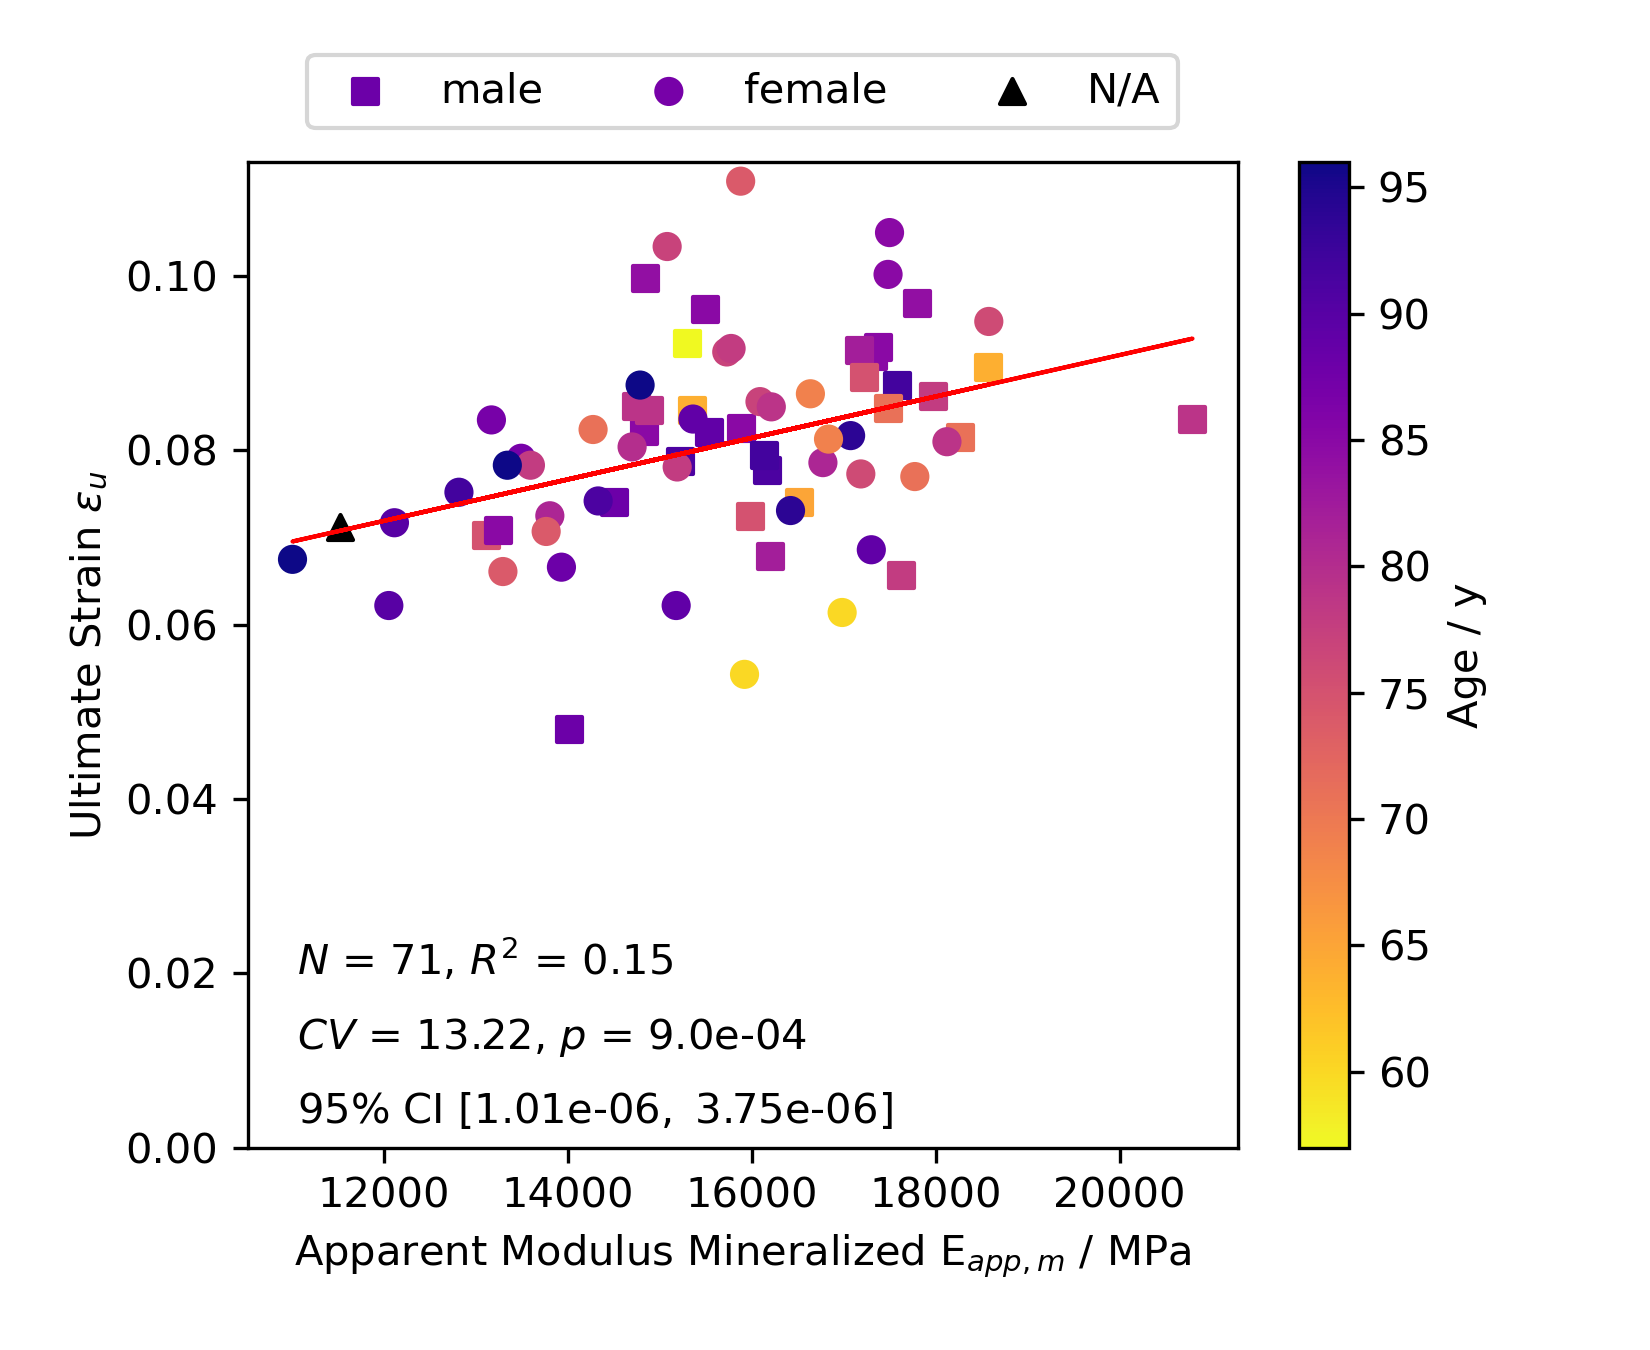 male female N/A
0.10
0.08
0.06
0.04
0.02
0.00
Ultimate Strain εu
N = 71, R² = 0.15
CV = 13.22, p = 9.0e-04
95% CI [1.01e-06, 3.75e-06]
12000 14000 16000 18000 20000
Apparent Modulus Mineralized Eapp,m / MPa
95
90
85
80
75
70
65
60
Age / y